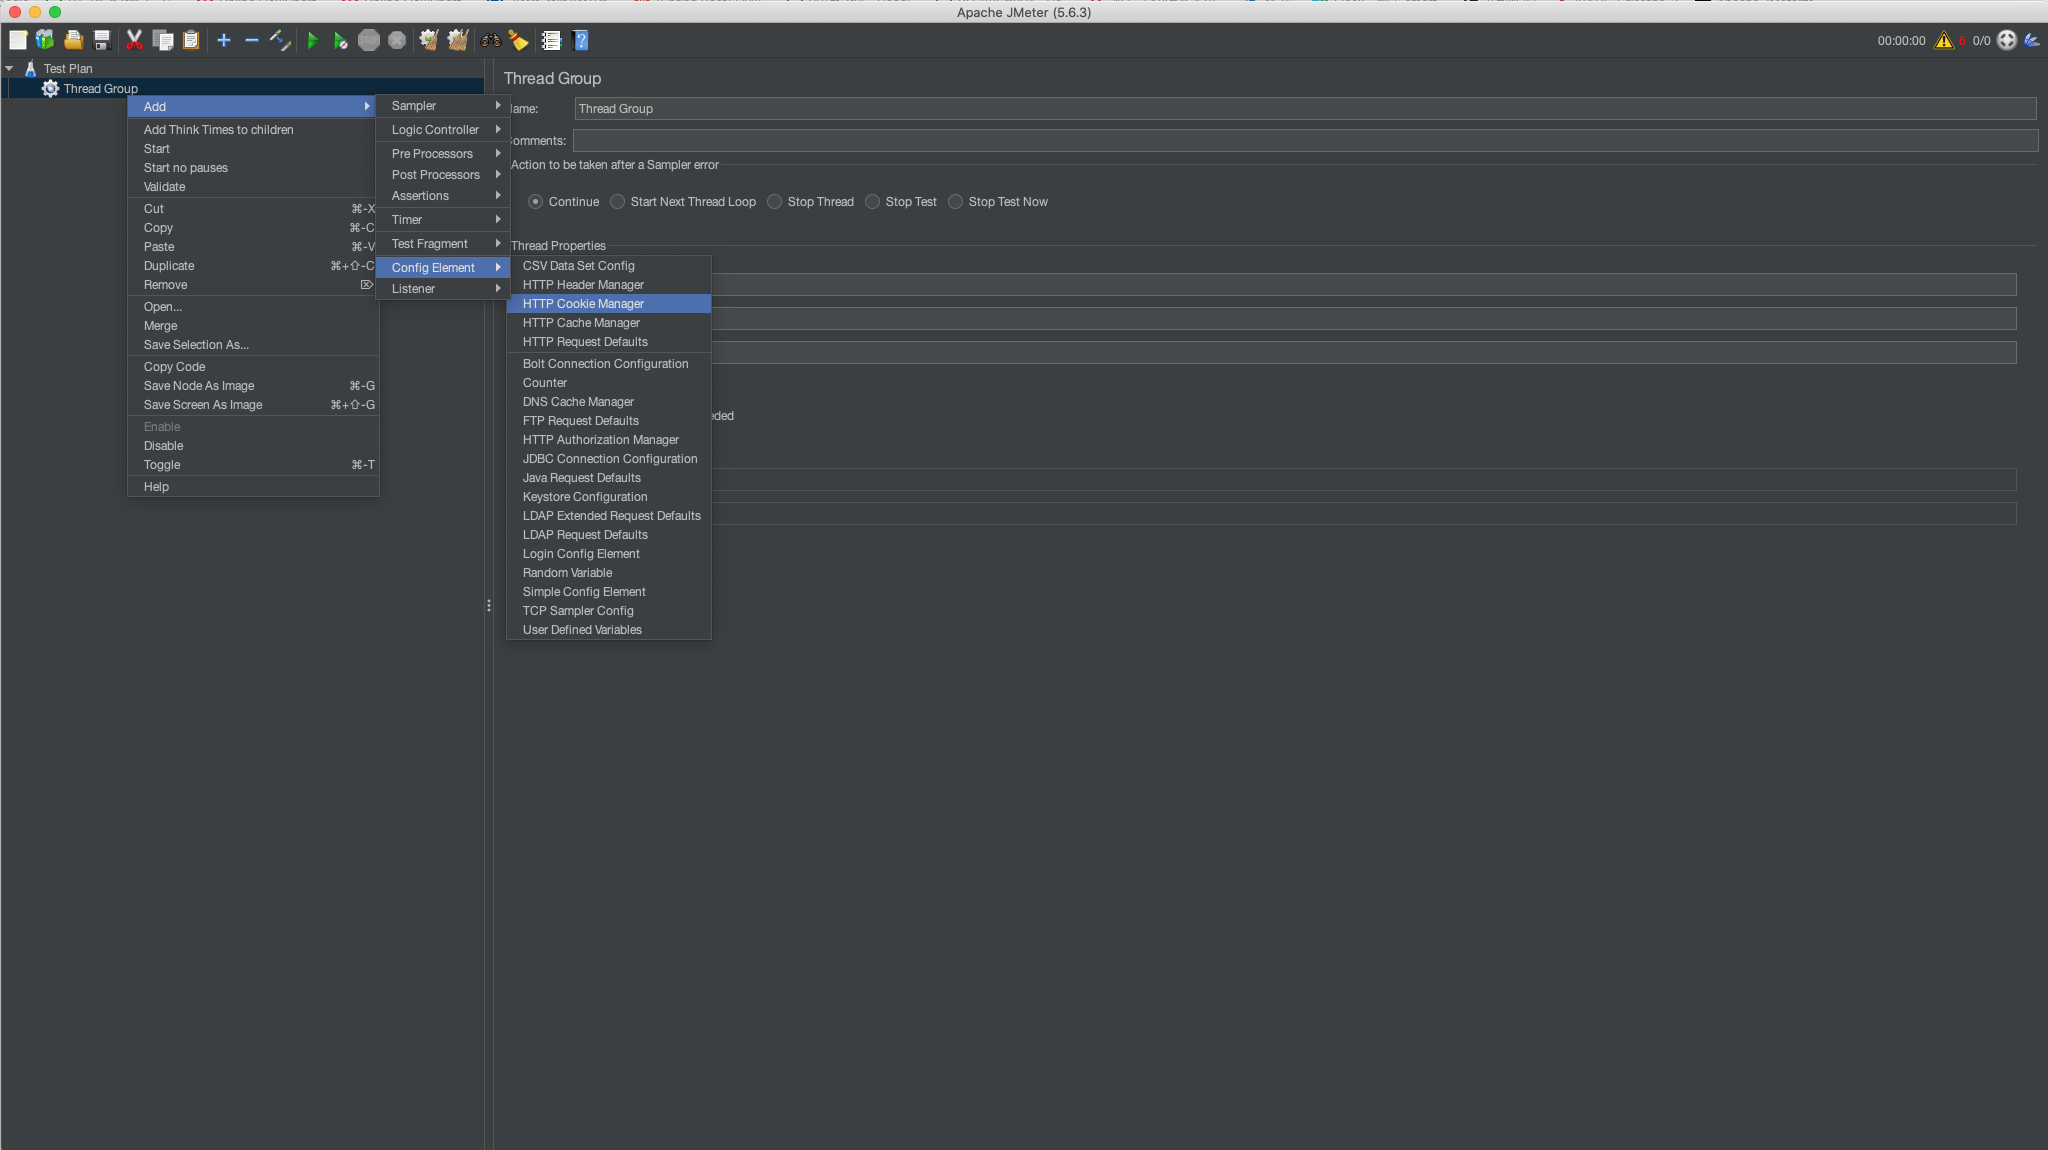 Apache JMeter (5.6.3)
STOP
00:00:00
6
0/0
Test Plan
Thread Group
Add
Add Think Times to children
Start
Start no pauses
Validate
Cut ⌘-X
Copy ⌘-C
Paste ⌘-V
Duplicate ⌘+⇧-C
Remove ⌦
Open...
Merge
Save Selection As...
Copy Code
Save Node As Image ⌘-G
Save Screen As Image ⌘+⇧-G
Enable
Disable
Toggle ⌘-T
Help
Sampler
Logic Controller
Pre Processors
Post Processors
Assertions
Timer
Test Fragment
Config Element
Listener
CSV Data Set Config
HTTP Header Manager
HTTP Cookie Manager
HTTP Cache Manager
HTTP Request Defaults
Bolt Connection Configuration
Counter
DNS Cache Manager
FTP Request Defaults
HTTP Authorization Manager
JDBC Connection Configuration
Java Request Defaults
Keystore Configuration
LDAP Extended Request Defaults
LDAP Request Defaults
Login Config Element
Random Variable
Simple Config Element
TCP Sampler Config
User Defined Variables
Thread Group
ame: Thread Group
omments:
Action to be taken after a Sampler error
Continue Start Next Thread Loop Stop Thread Stop Test Stop Test Now
Thread Properties
eded